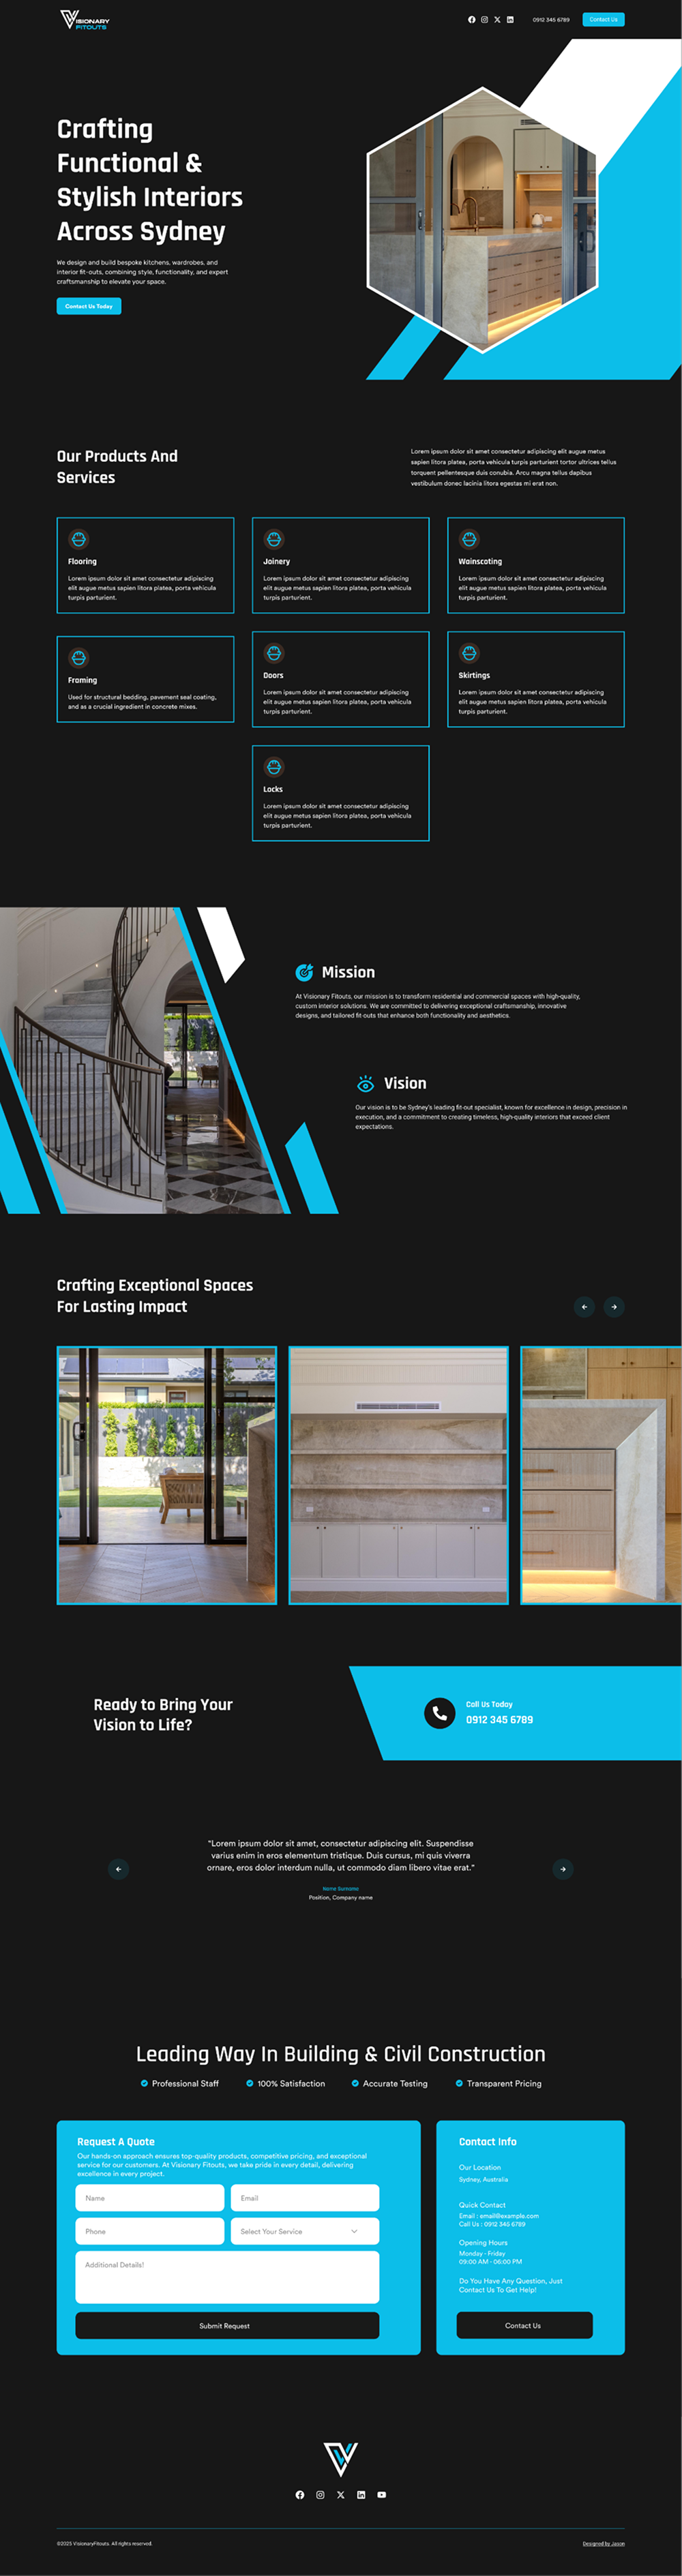 VISIONARY
FITOUTS
0912 345 6789
Contact Us
Crafting
Functional &
Stylish Interiors
Across Sydney
We design and build bespoke kitchens, wardrobes, and
interior fit-outs, combining style, functionality, and expert
craftsmanship to elevate your space.
Contact Us Today
Our Products And
Services
Lorem ipsum dolor sit amet consectetur adipiscing elit augue metus
sapien litora platea, porta vehicula turpis parturient tortor ultrices tellus
torquent pellentesque duis conubia. Arcu magna tellus dapibus
vestibulum donec lacinia litora egestas mi erat non.
Flooring
Lorem ipsum dolor sit amet consectetur adipiscing
elit augue metus sapien litora platea, porta vehicula
turpis parturient.
Joinery
Lorem ipsum dolor sit amet consectetur adipiscing
elit augue metus sapien litora platea, porta vehicula
turpis parturient.
Wainscoting
Lorem ipsum dolor sit amet consectetur adipiscing
elit augue metus sapien litora platea, porta vehicula
turpis parturient.
Framing
Used for structural bedding, pavement seal coating,
and as a crucial ingredient in concrete mixes.
Doors
Lorem ipsum dolor sit amet consectetur adipiscing
elit augue metus sapien litora platea, porta vehicula
turpis parturient.
Skirtings
Lorem ipsum dolor sit amet consectetur adipiscing
elit augue metus sapien litora platea, porta vehicula
turpis parturient.
Locks
Lorem ipsum dolor sit amet consectetur adipiscing
elit augue metus sapien litora platea, porta vehicula
turpis parturient.
Mission
At Visionary Fitouts, our mission is to transform residential and commercial spaces with high-quality,
custom interior solutions. We are committed to delivering exceptional craftsmanship, innovative
designs, and tailored fit-outs that enhance both functionality and aesthetics.
Vision
Our vision is to be Sydney's leading fit-out specialist, known for excellence in design, precision in
execution, and a commitment to creating timeless, high-quality interiors that exceed client
expectations.
Crafting Exceptional Spaces
For Lasting Impact
Ready to Bring Your
Vision to Life?
Call Us Today
0912 345 6789
"Lorem ipsum dolor sit amet, consectetur adipiscing elit. Suspendisse
varius enim in eros elementum tristique. Duis cursus, mi quis viverra
ornare, eros dolor interdum nulla, ut commodo diam libero vitae erat."
Name Surname
Position, Company name
Leading Way In Building & Civil Construction
Professional Staff
100% Satisfaction
Accurate Testing
Transparent Pricing
Request A Quote
Our hands-on approach ensures top-quality products, competitive pricing, and exceptional
service for our customers. At Visionary Fitouts, we take pride in every detail, delivering
excellence in every project.
Name
Email
Phone
Select Your Service
Additional Details!
Submit Request
Contact Info
Our Location
Sydney, Australia
Quick Contact
Email : email@example.com
Call Us : 0912 345 6789
Opening Hours
Monday - Friday
09:00 AM - 06:00 PM
Do You Have Any Question, Just
Contact Us To Get Help!
Contact Us
©2025 VisionaryFitouts. All rights reserved.
Designed by Jason